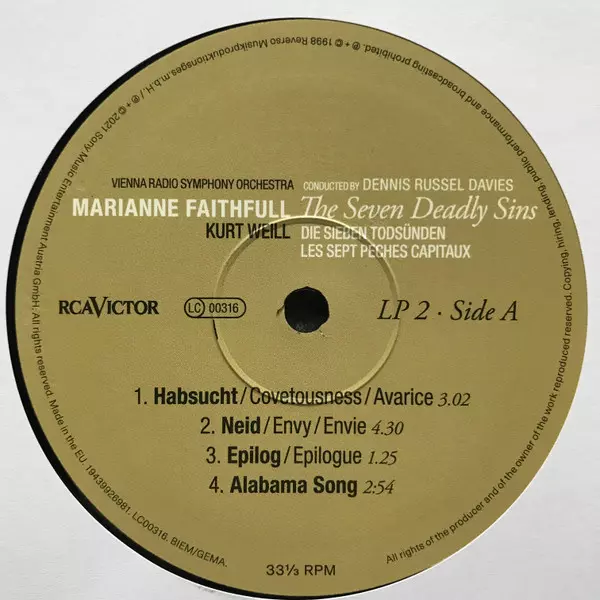 VIENNA RADIO SYMPHONY ORCHESTRA
CONDUCTED BY DENNIS RUSSEL DAVIES
MARIANNE FAITHFULL The Seven Deadly Sins
KURT WEILL DIE SIEBEN TODSÜNDEN
LES SEPT PECHES CAPITAUX
RCAVICTOR
LC 00316
LP 2 · Side A
1. Habsucht/Covetousness/Avarice 3.02
2. Neid/Envy/Envie 4.30
3. Epilog/Epilogue 1.25
4. Alabama Song 2:54
33⅓ RPM
℗ 1998 Reverso Musikproduktionsges.m.b.H. / ℗ + © 2021 Sony Music Entertainment Austria GmbH. All rights reserved. Made in the EU. 19439926981. LC00316. BIEM/GEMA.
All rights of the producer and of the owner of the work reproduced reserved. Copying, hiring, lending, public performance and broadcasting prohibited.